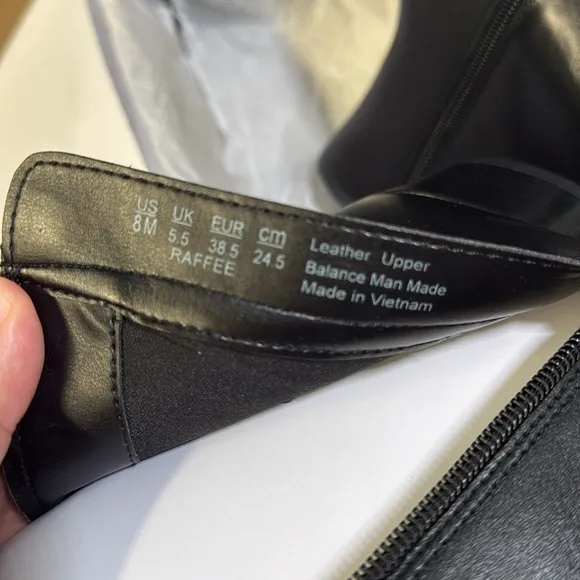 US UK EUR cm
8M 5.5 38.5 24.5
RAFFEE
Leather Upper
Balance Man Made
Made in Vietnam